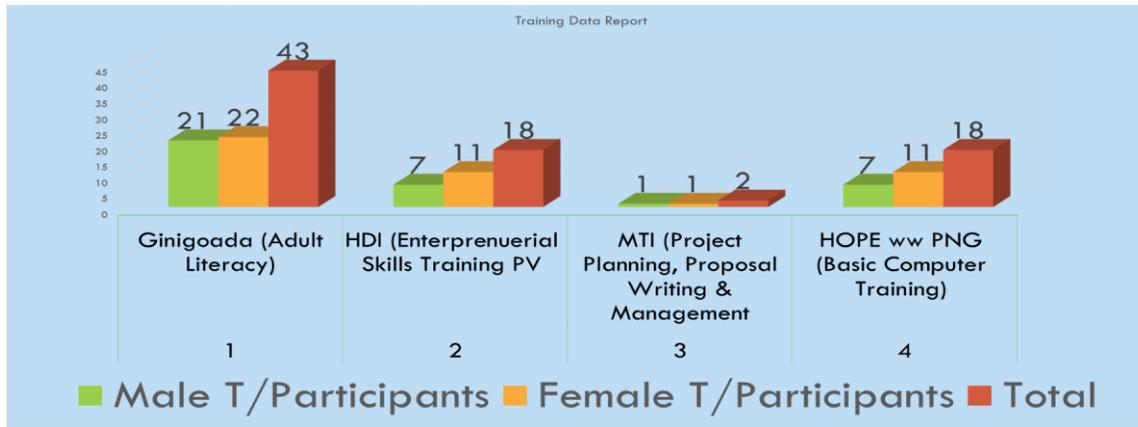 Training Data Report
45
40
35
30
25
20
15
10
5
0
21 22 43
7 11 18
1 1 2
7 11 18
Ginigoada (Adult
Literacy)
1
HDI (Enterprenuerial
Skills Training PV
2
MTI (Project
Planning, Proposal
Writing &
Management
3
HOPE ww PNG
(Basic Computer
Training)
4
Male T/Participants Female T/Participants Total